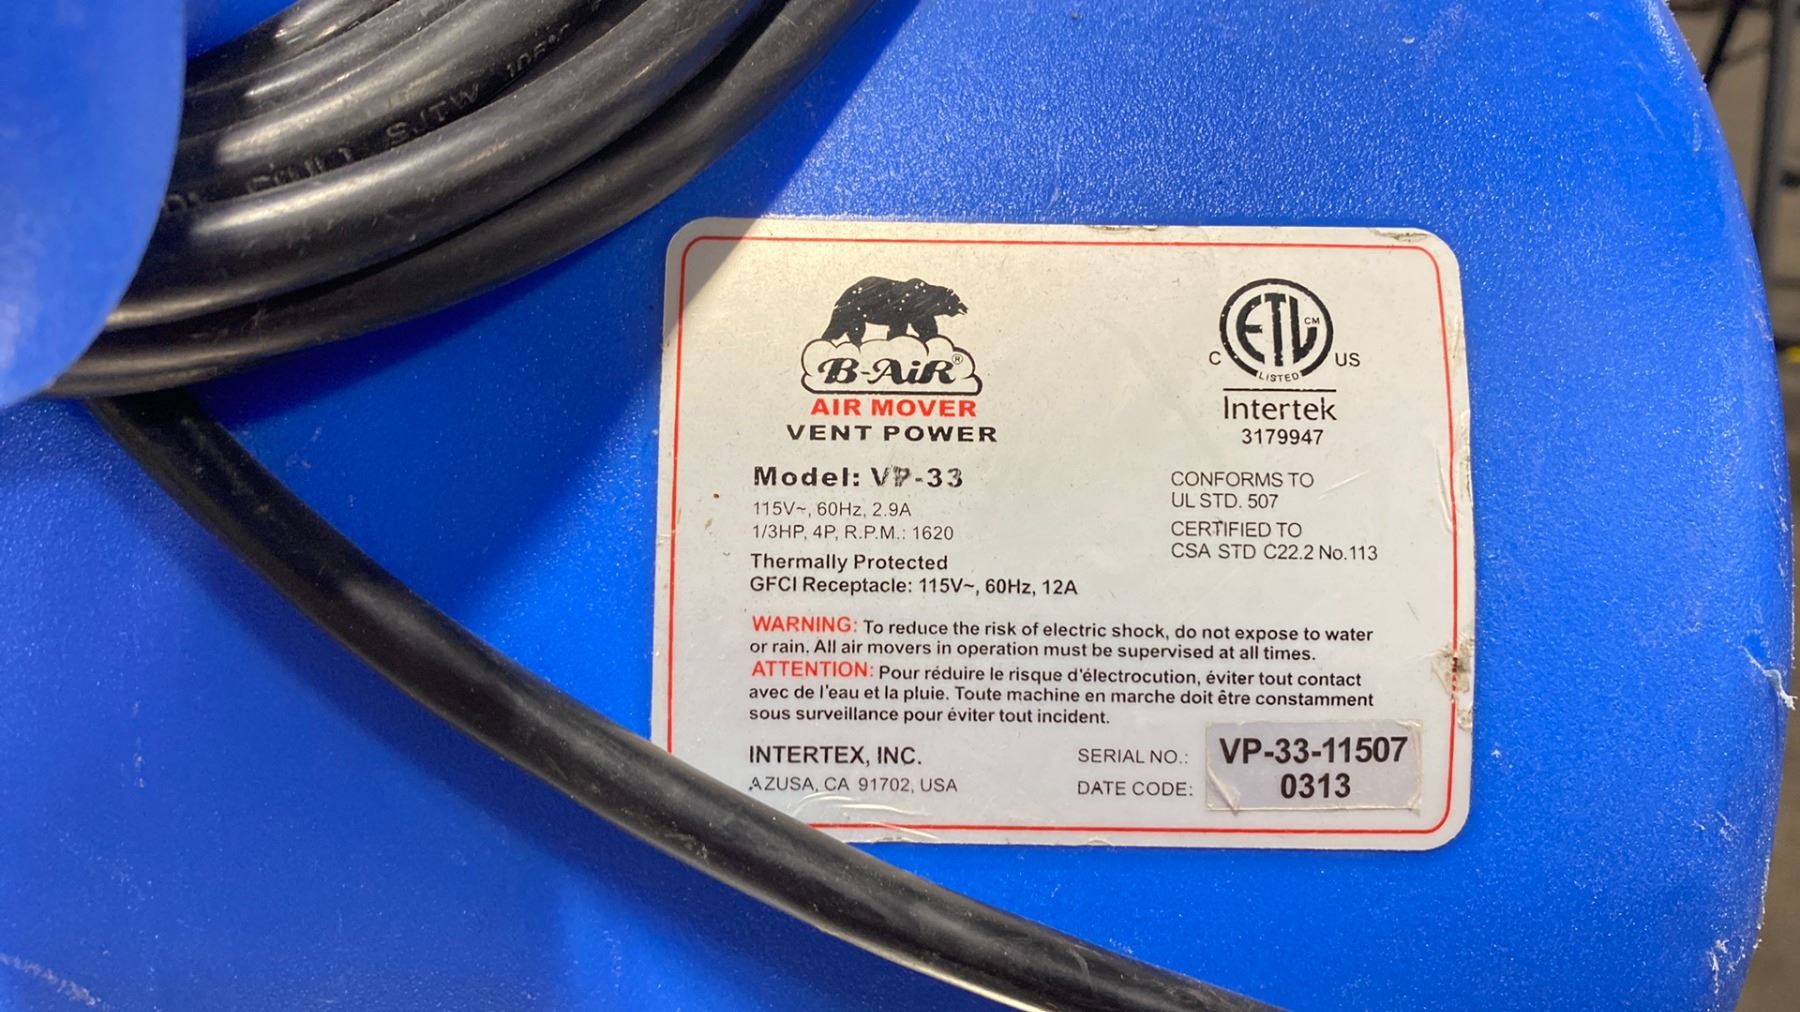 SJTW 105°C
B-AiR®
AIR MOVER
VENT POWER
Model: VP-33
115V~, 60Hz, 2.9A
1/3HP, 4P, R.P.M.: 1620
Thermally Protected
GFCI Receptacle: 115V~, 60Hz, 12A
C ETL CM US
LISTED
Intertek
3179947
CONFORMS TO
UL STD. 507
CERTIFIED TO
CSA STD C22.2 No.113
WARNING: To reduce the risk of electric shock, do not expose to water
or rain. All air movers in operation must be supervised at all times.
ATTENTION: Pour réduire le risque d'électrocution, éviter tout contact
avec de l'eau et la pluie. Toute machine en marche doit être constamment
sous surveillance pour éviter tout incident.
INTERTEX, INC.
AZUSA, CA 91702, USA
SERIAL NO.: VP-33-11507
DATE CODE: 0313